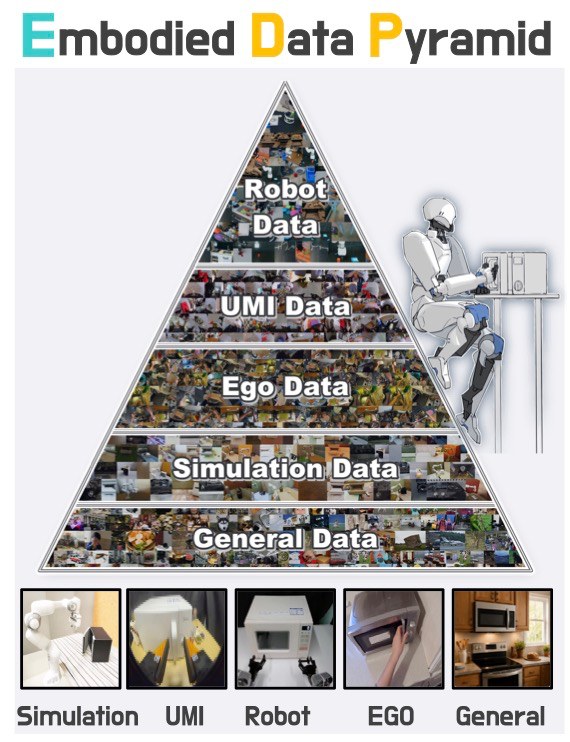 Embodied Data Pyramid
Robot
Data
UMI Data
Ego Data
Simulation Data
General Data
Simulation UMI Robot EGO General